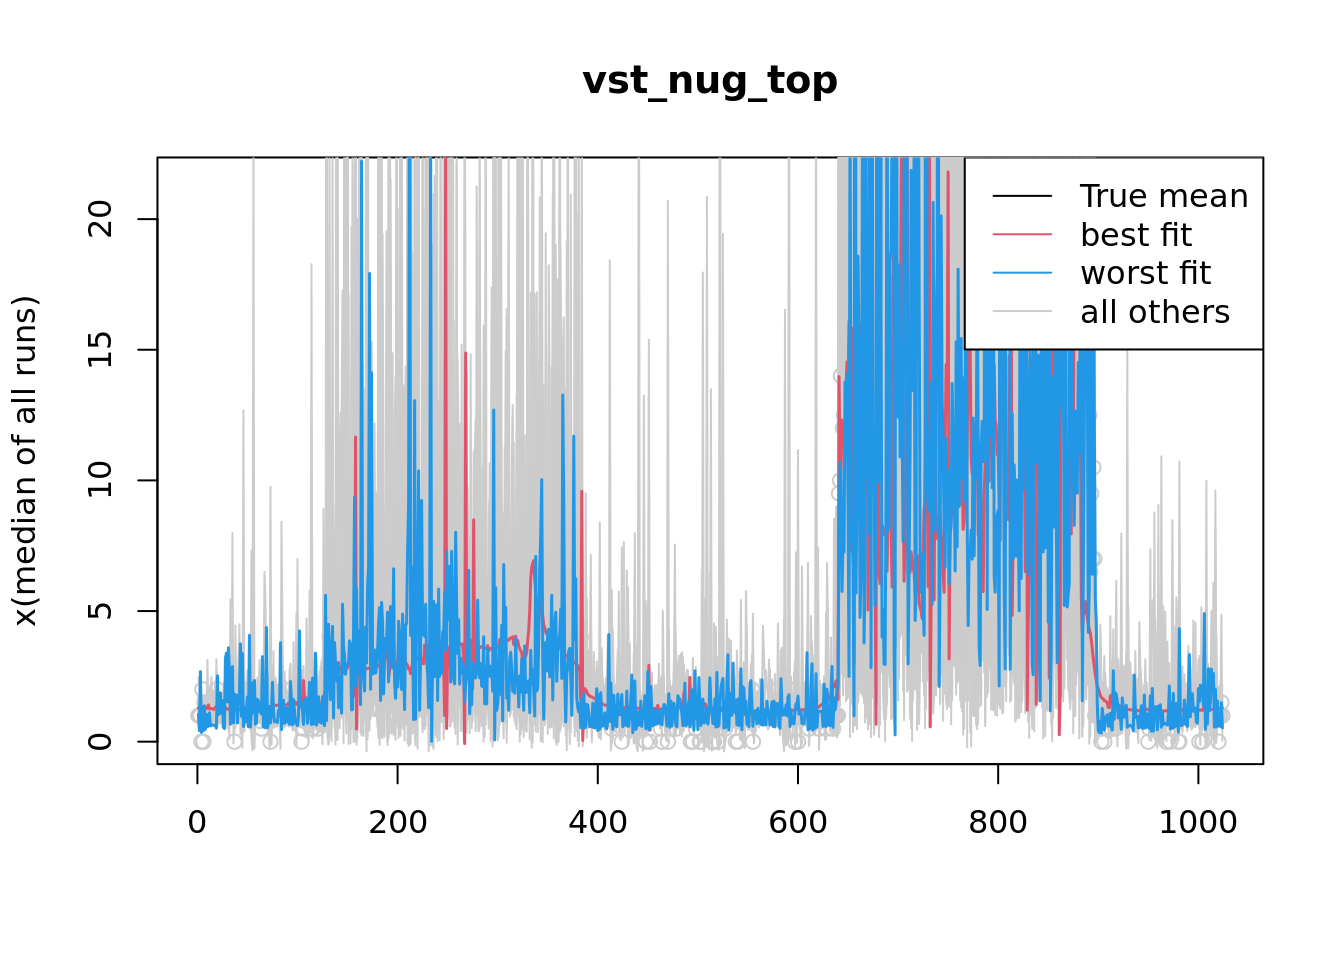 vst_nug_top
x(median of all runs)
20
15
10
5
0
True mean
best fit
worst fit
all others
0 200 400 600 800 1000